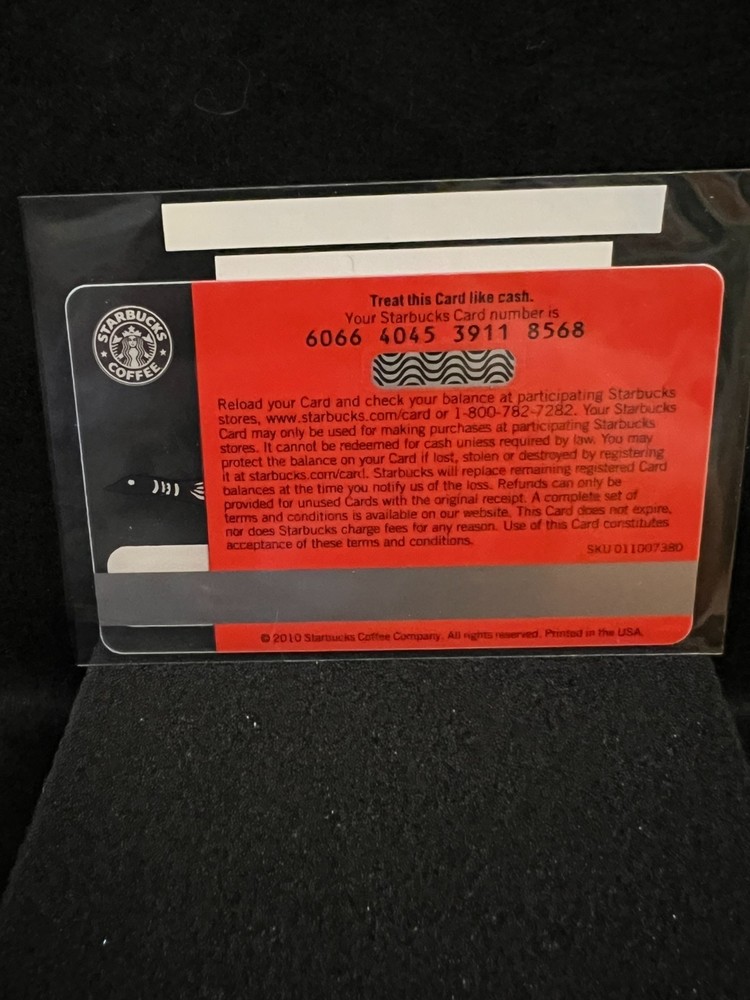 STARBUCKS
COFFEE
Treat this Card like cash.
Your Starbucks Card number is
6066 4045 3911 8568
Reload your Card and check your balance at participating Starbucks
stores, www.starbucks.com/card or 1-800-782-7282. Your Starbucks
Card may only be used for making purchases at participating Starbucks
stores. It cannot be redeemed for cash unless required by law. You may
protect the balance on your Card if lost, stolen or destroyed by registering
it at starbucks.com/card. Starbucks will replace remaining registered Card
balances at the time you notify us of the loss. Refunds can only be
provided for unused Cards with the original receipt. A complete set of
terms and conditions is available on our website. This Card does not expire,
nor does Starbucks charge fees for any reason. Use of this Card constitutes
acceptance of these terms and conditions.
SKU 011007380
© 2010 Starbucks Coffee Company. All rights reserved. Printed in the USA.